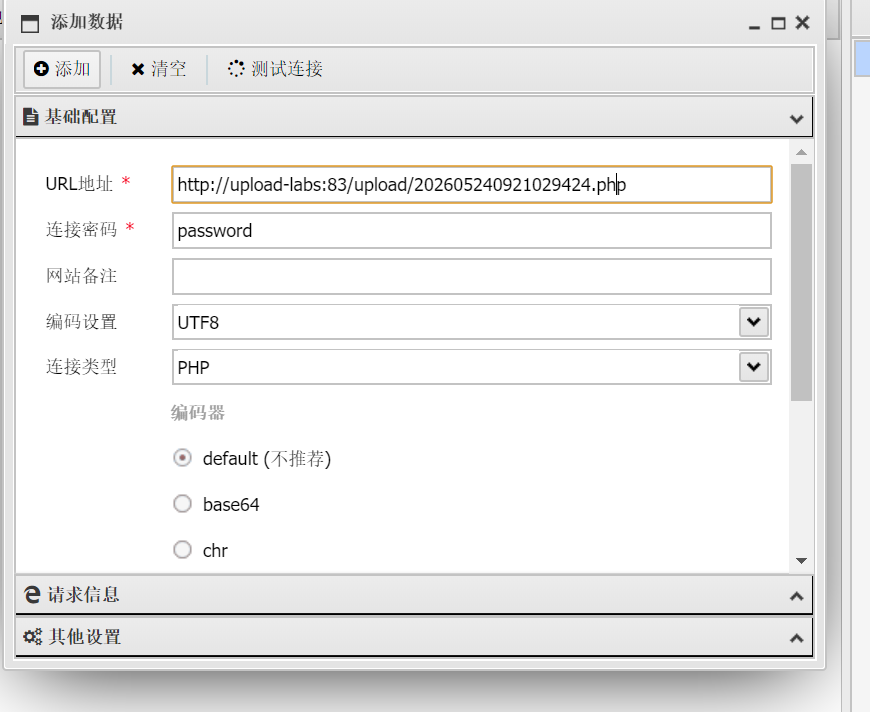 添加数据
添加 清空 测试连接
基础配置
URL地址 * http://upload-labs:83/upload/202605240921029424.php
连接密码 * password
网站备注
编码设置 UTF8
连接类型 PHP
编码器
default (不推荐)
base64
chr
请求信息
其他设置